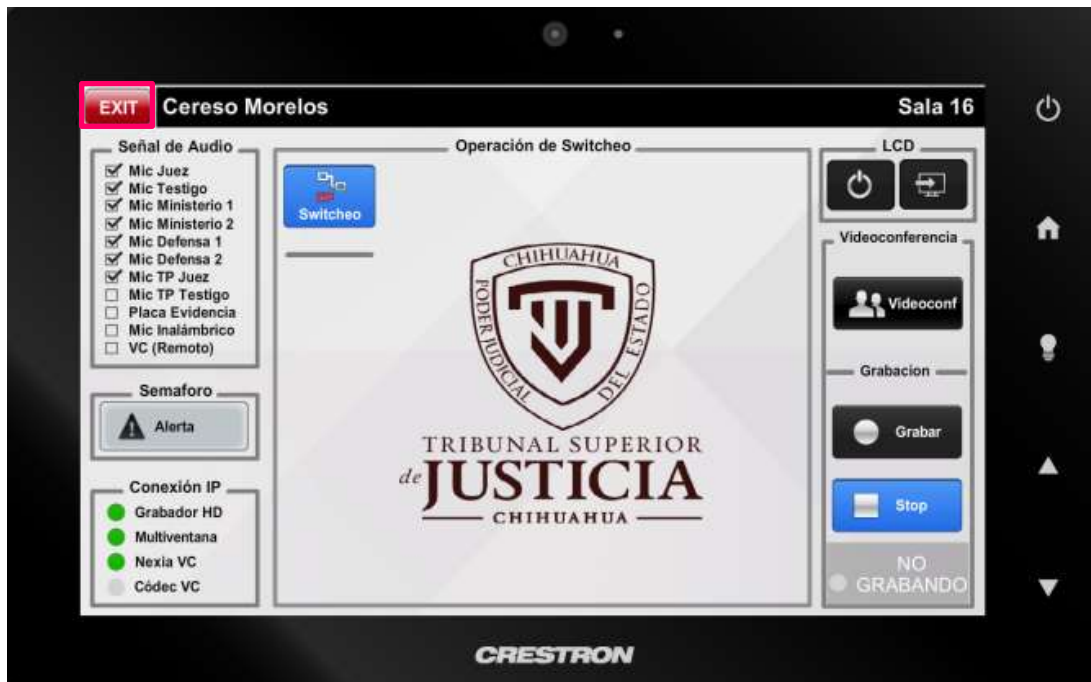 EXIT
Cereso Morelos
Sala 16
Señal de Audio
Mic Juez
Mic Testigo
Mic Ministerio 1
Mic Ministerio 2
Mic Defensa 1
Mic Defensa 2
Mic TP Juez
Mic TP Testigo
Placa Evidencia
Mic Inalámbrico
VC (Remoto)
Semaforo
Alerta
Conexión IP
Grabador HD
Multiventana
Nexia VC
Códec VC
Operación de Switcheo
Switcheo
CHIHUAHUA
PODER JUDICIAL DEL ESTADO
TRIBUNAL SUPERIOR
de JUSTICIA
CHIHUAHUA
LCD
Videoconferencia
Videoconf
Grabacion
Grabar
Stop
NO
GRABANDO
CRESTRON